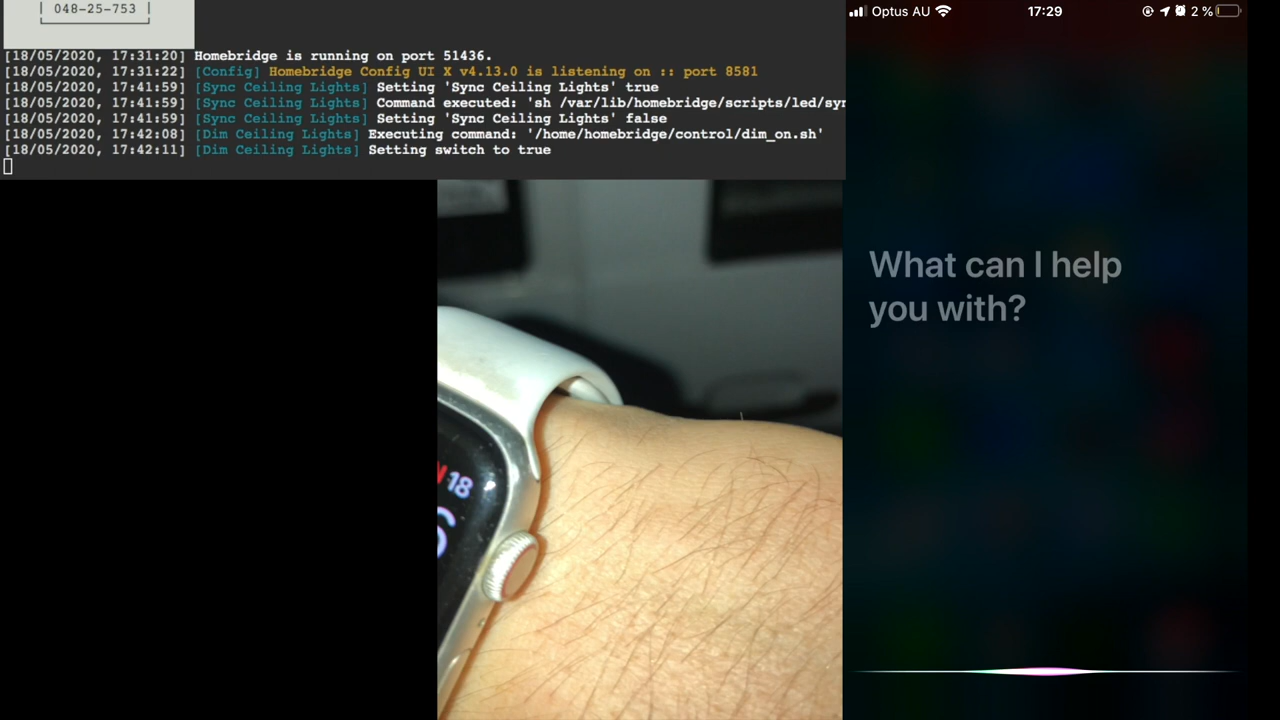 048-25-753
[18/05/2020, 17:31:20] Homebridge is running on port 51436.
[18/05/2020, 17:31:22] [Config] Homebridge Config UI X v4.13.0 is listening on :: port 8581
[18/05/2020, 17:41:59] [Sync Ceiling Lights] Setting 'Sync Ceiling Lights' true
[18/05/2020, 17:41:59] [Sync Ceiling Lights] Command executed: 'sh /var/lib/homebridge/scripts/led/syn
[18/05/2020, 17:41:59] [Sync Ceiling Lights] Setting 'Sync Ceiling Lights' false
[18/05/2020, 17:42:08] [Dim Ceiling Lights] Executing command: '/home/homebridge/control/dim_on.sh'
[18/05/2020, 17:42:11] [Dim Ceiling Lights] Setting switch to true
Optus AU 17:29 2 %
What can I help
you with?
18